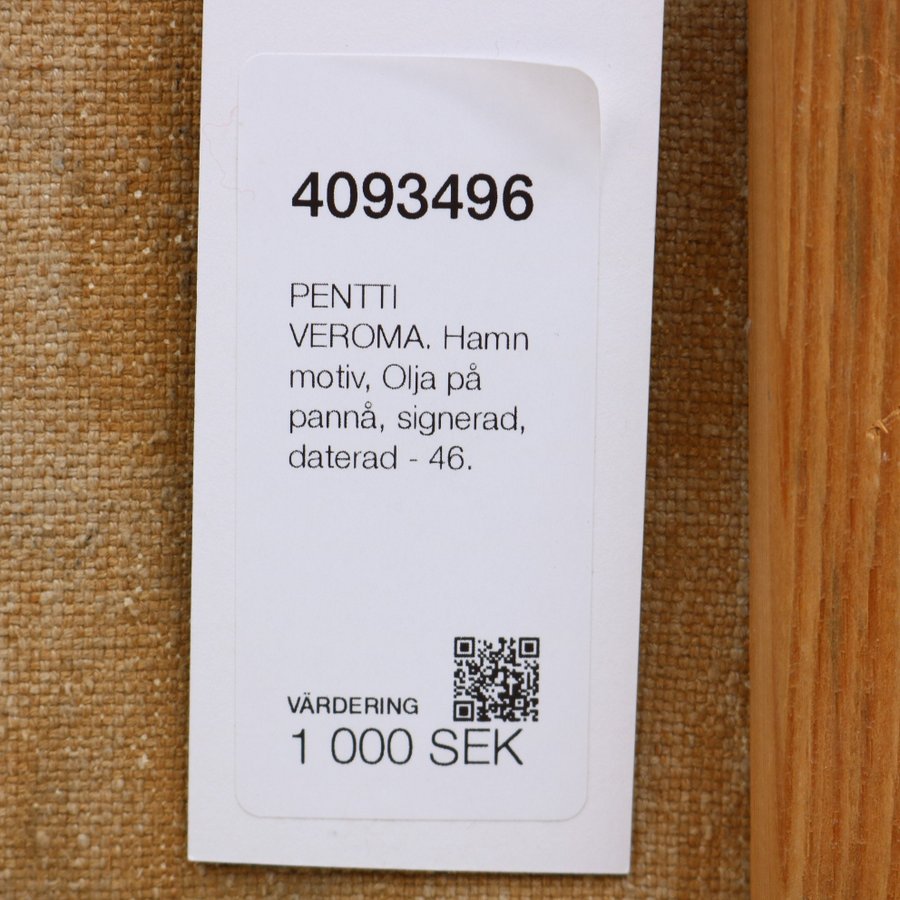 4093496
PENTTI
VEROMA. Hamn
motiv, Olja på
pannå, signerad,
daterad - 46.
VÄRDERING
1 000 SEK